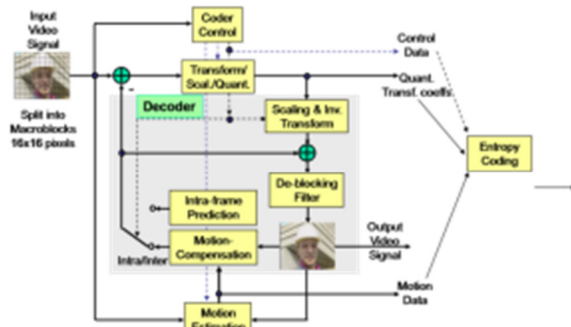 Input
Video
Signal
Split into
Macroblocks
16x16 pixels
Coder
Control
Control
Data
Transform/
Scal./Quant.
Quant.
Transf. coeffs.
Decoder
Scaling & Inv.
Transform
Entropy
Coding
De-blocking
Filter
Intra-frame
Prediction
Motion-
Compensation
Output
Video
Signal
Intra/Inter
Motion
Data
Motion